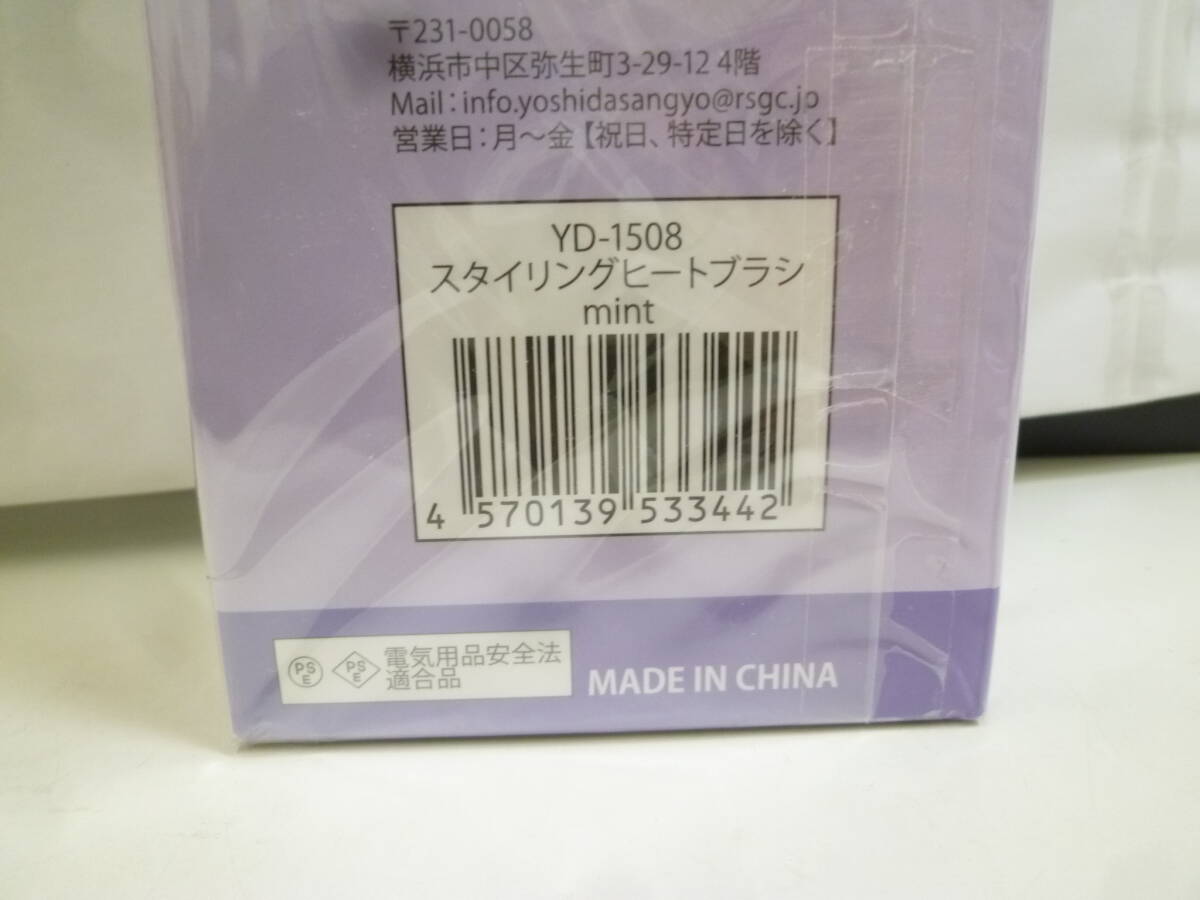 〒231-0058
横浜市中区弥生町3-29-12 4階
Mail：info.yoshidasangyo@rsgc.jp
営業日：月～金【祝日、特定日を除く】
YD-1508
スタイリングヒートブラシ
mint
4 570139 533442
PS E PS E 電気用品安全法
適合品
MADE IN CHINA